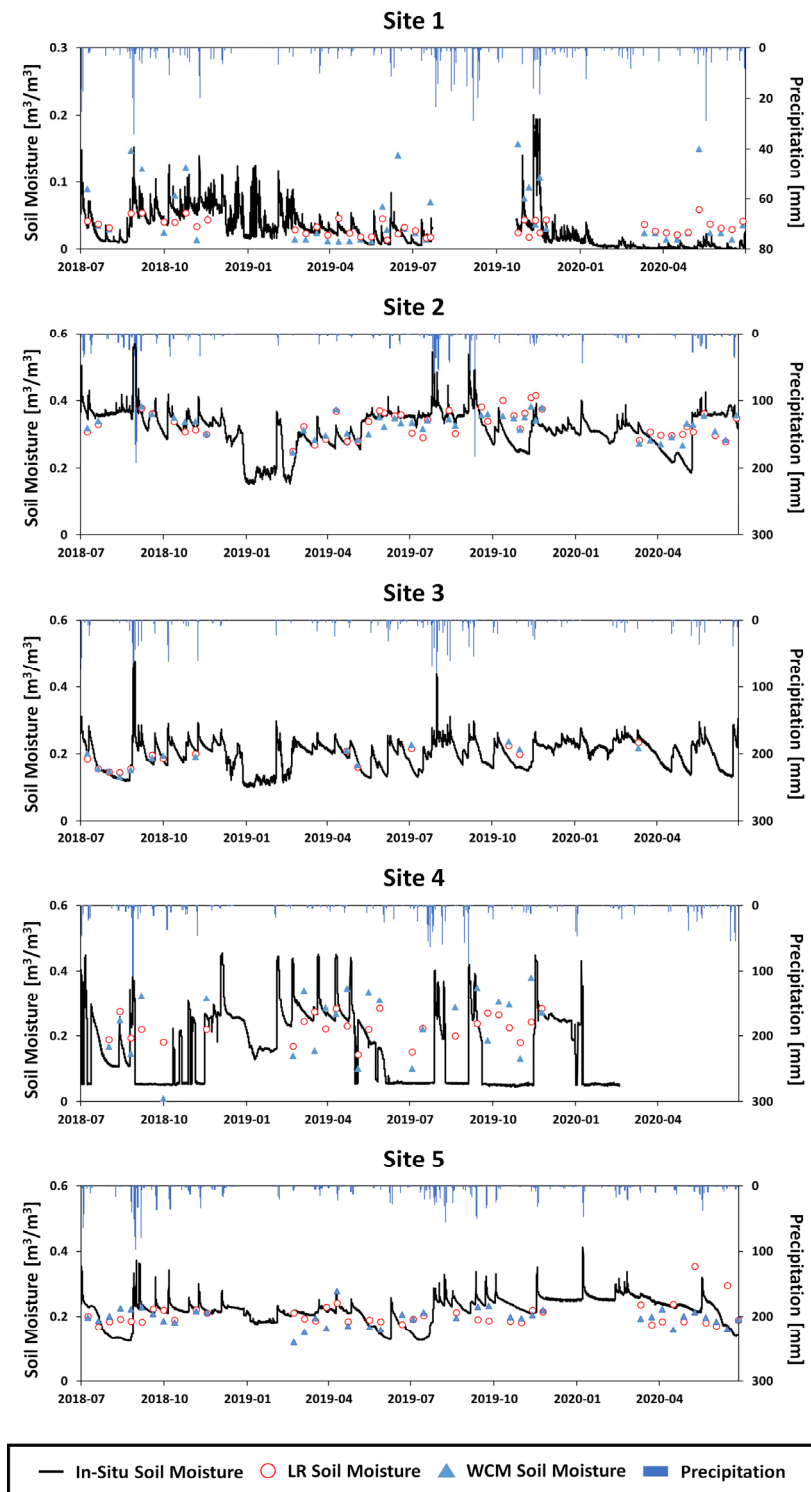 Site 1
Soil Moisture [m³/m³]
0.3
0.2
0.1
0
0
20
40
60
80
Precipitation [mm]
2018-07 2018-10 2019-01 2019-04 2019-07 2019-10 2020-01 2020-04
Site 2
Soil Moisture [m³/m³]
0.6
0.4
0.2
0
0
100
200
300
Precipitation [mm]
2018-07 2018-10 2019-01 2019-04 2019-07 2019-10 2020-01 2020-04
Site 3
Soil Moisture [m³/m³]
0.6
0.4
0.2
0
0
100
200
300
Precipitation [mm]
2018-07 2018-10 2019-01 2019-04 2019-07 2019-10 2020-01 2020-04
Site 4
Soil Moisture [m³/m³]
0.6
0.4
0.2
0
0
100
200
300
Precipitation [mm]
2018-07 2018-10 2019-01 2019-04 2019-07 2019-10 2020-01 2020-04
Site 5
Soil Moisture [m³/m³]
0.6
0.4
0.2
0
0
100
200
300
Precipitation [mm]
2018-07 2018-10 2019-01 2019-04 2019-07 2019-10 2020-01 2020-04
In-Situ Soil Moisture LR Soil Moisture WCM Soil Moisture Precipitation